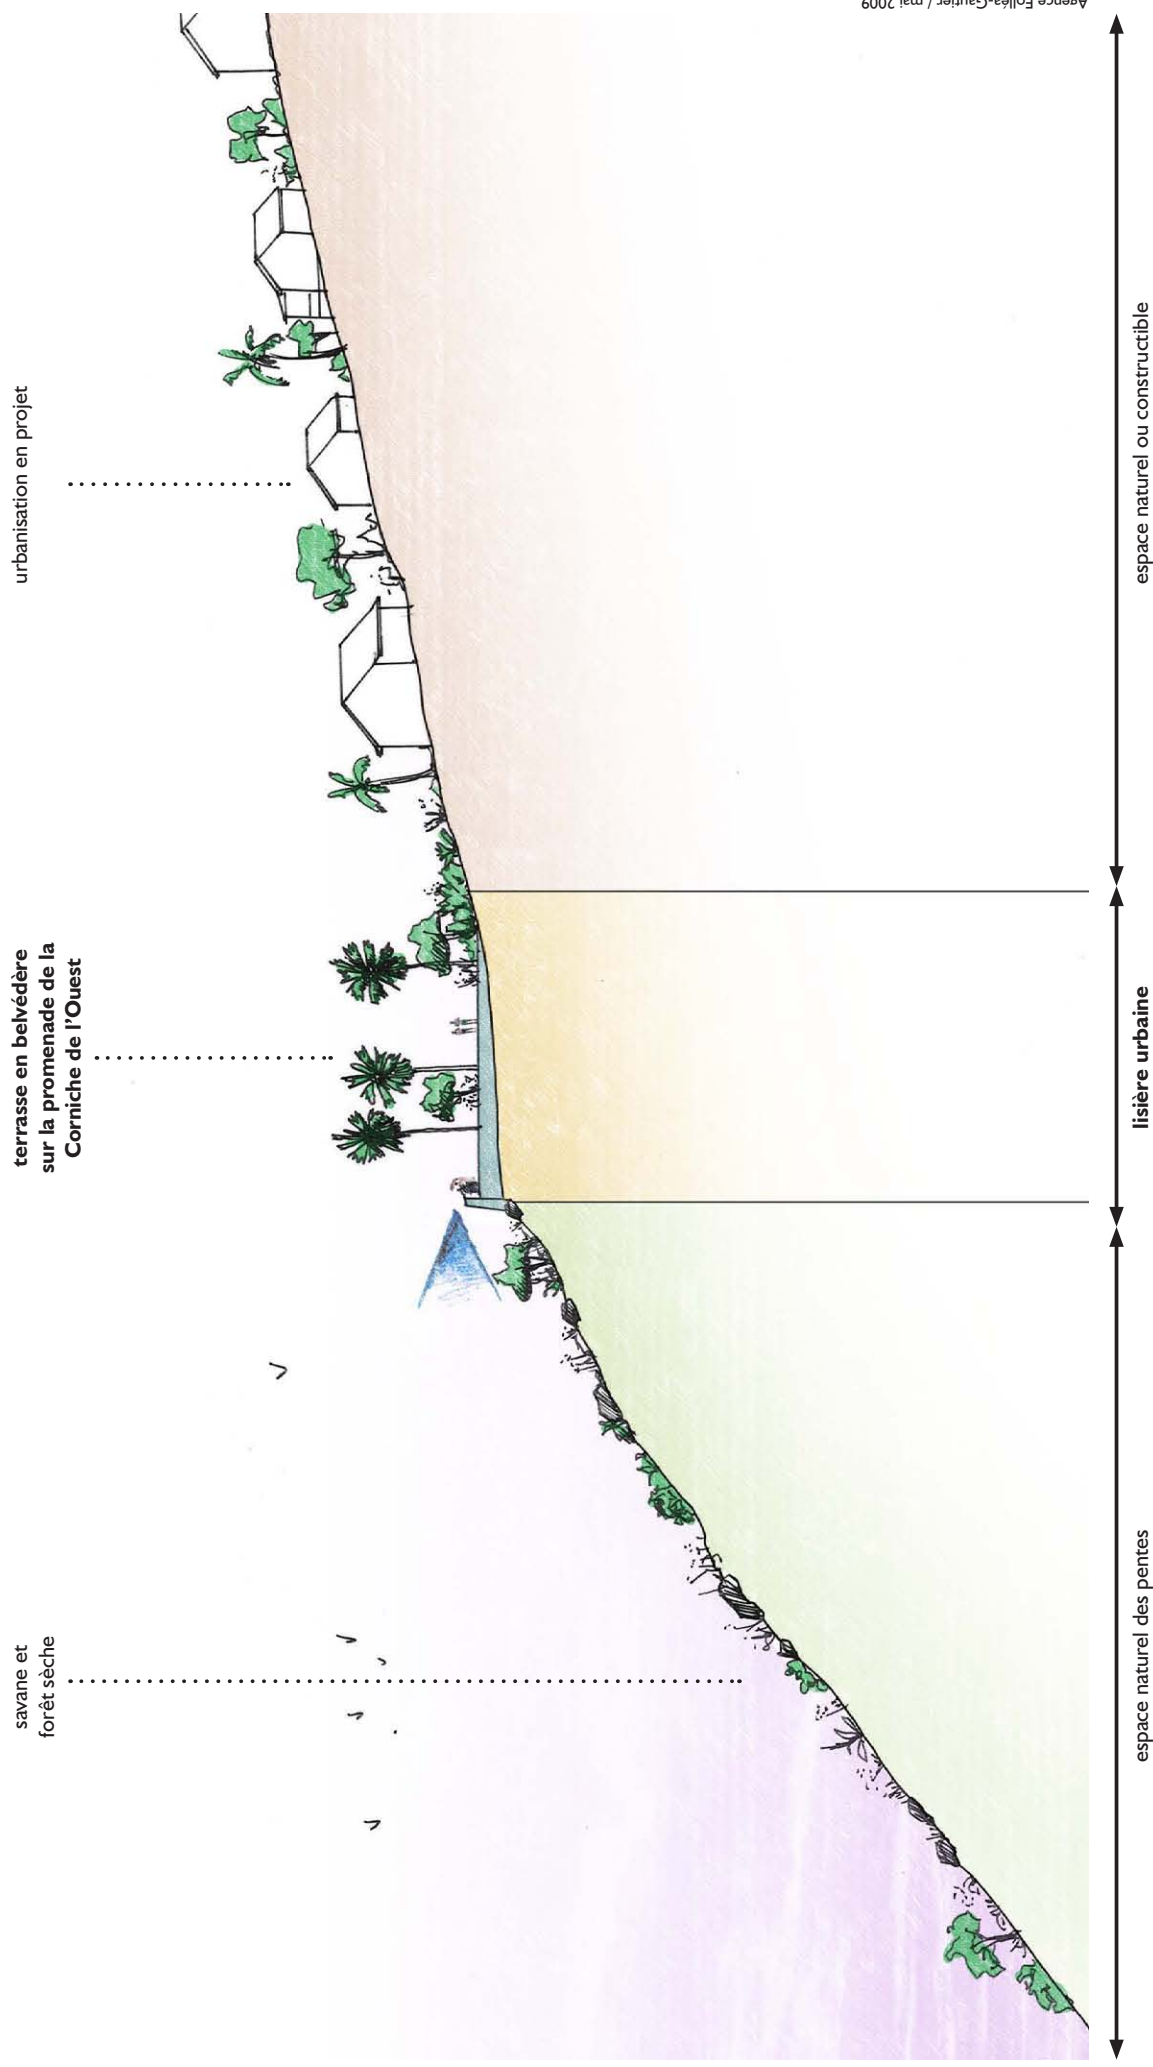 savane et
forêt sèche
terrasse en belvédère
sur la promenade de la
Corniche de l'Ouest
urbanisation en projet
espace naturel des pentes
lisière urbaine
espace naturel ou constructible
Agence Folléa-Gautier / mai 2009